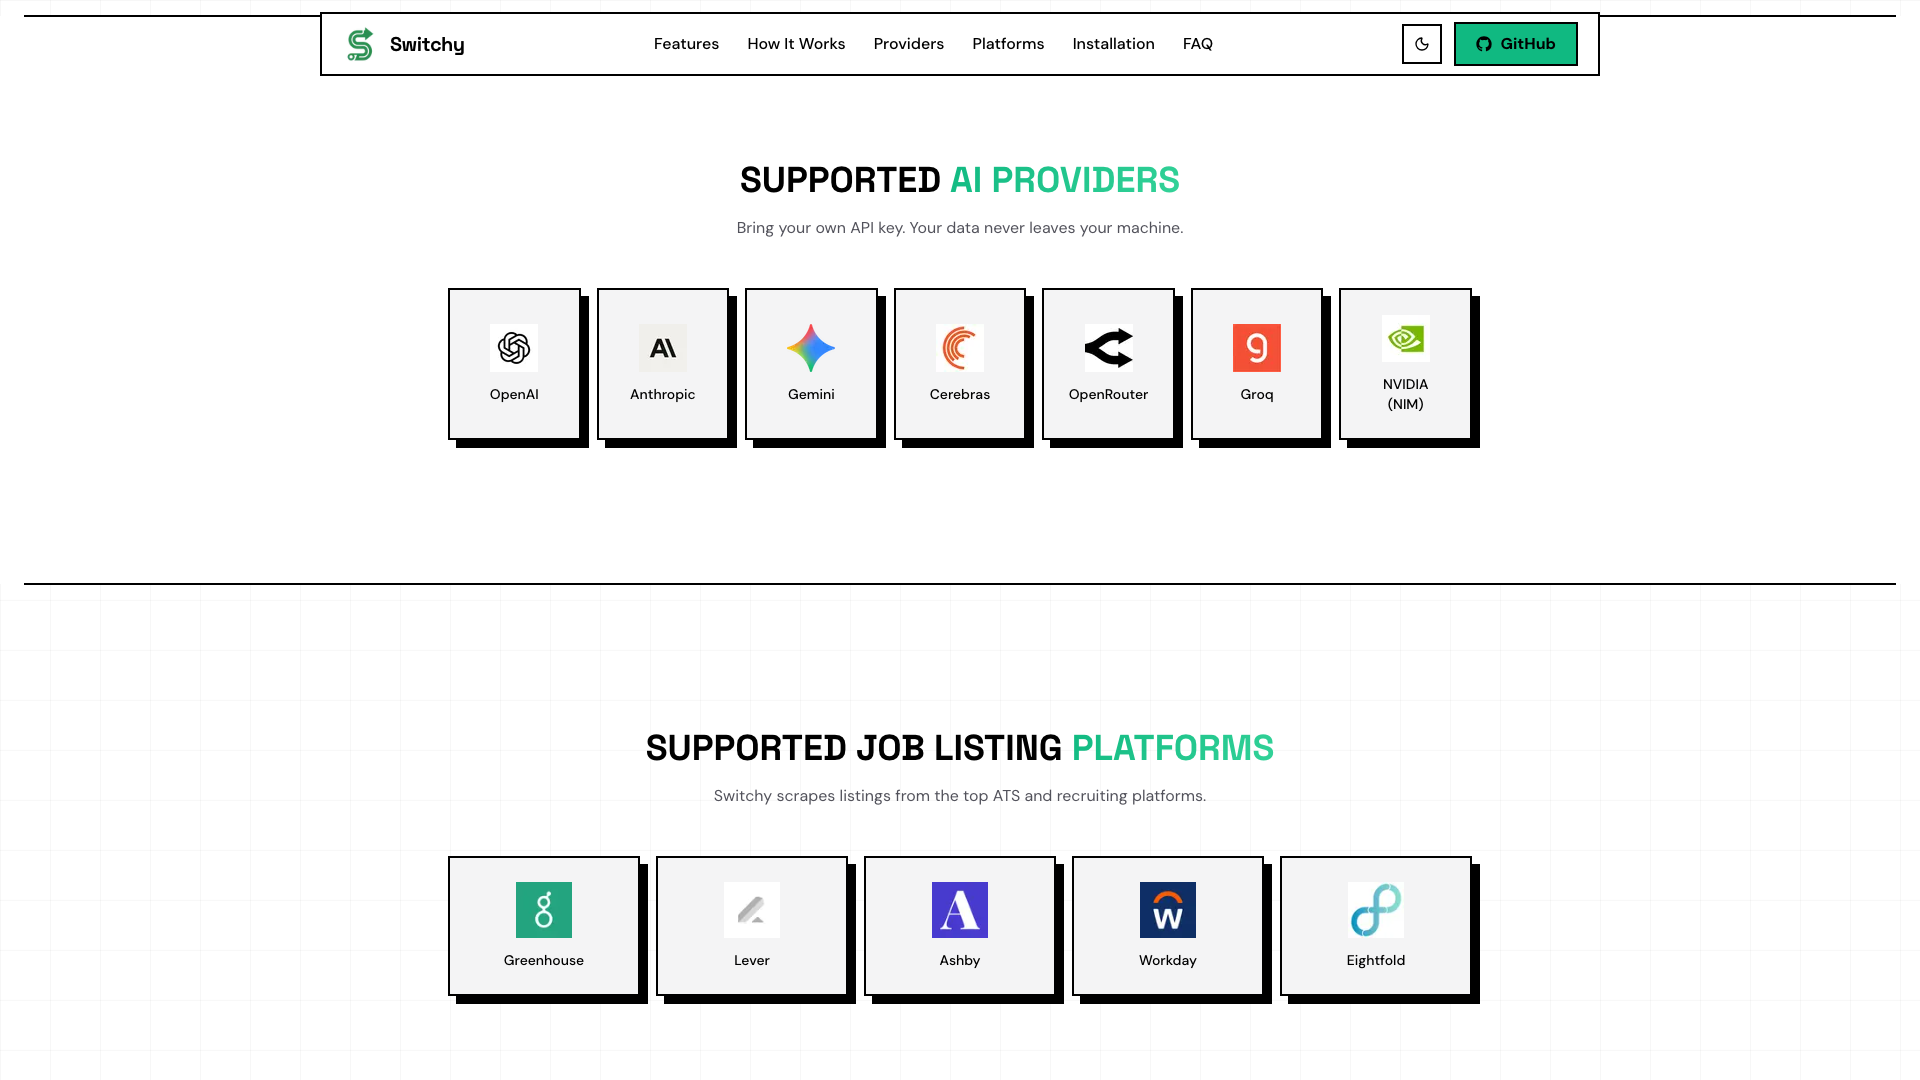 Switchy
Features
How It Works
Providers
Platforms
Installation
FAQ
GitHub
SUPPORTED AI PROVIDERS
Bring your own API key. Your data never leaves your machine.
OpenAI
Anthropic
Gemini
Cerebras
OpenRouter
Groq
NVIDIA
(NIM)
SUPPORTED JOB LISTING PLATFORMS
Switchy scrapes listings from the top ATS and recruiting platforms.
Greenhouse
Lever
Ashby
Workday
Eightfold